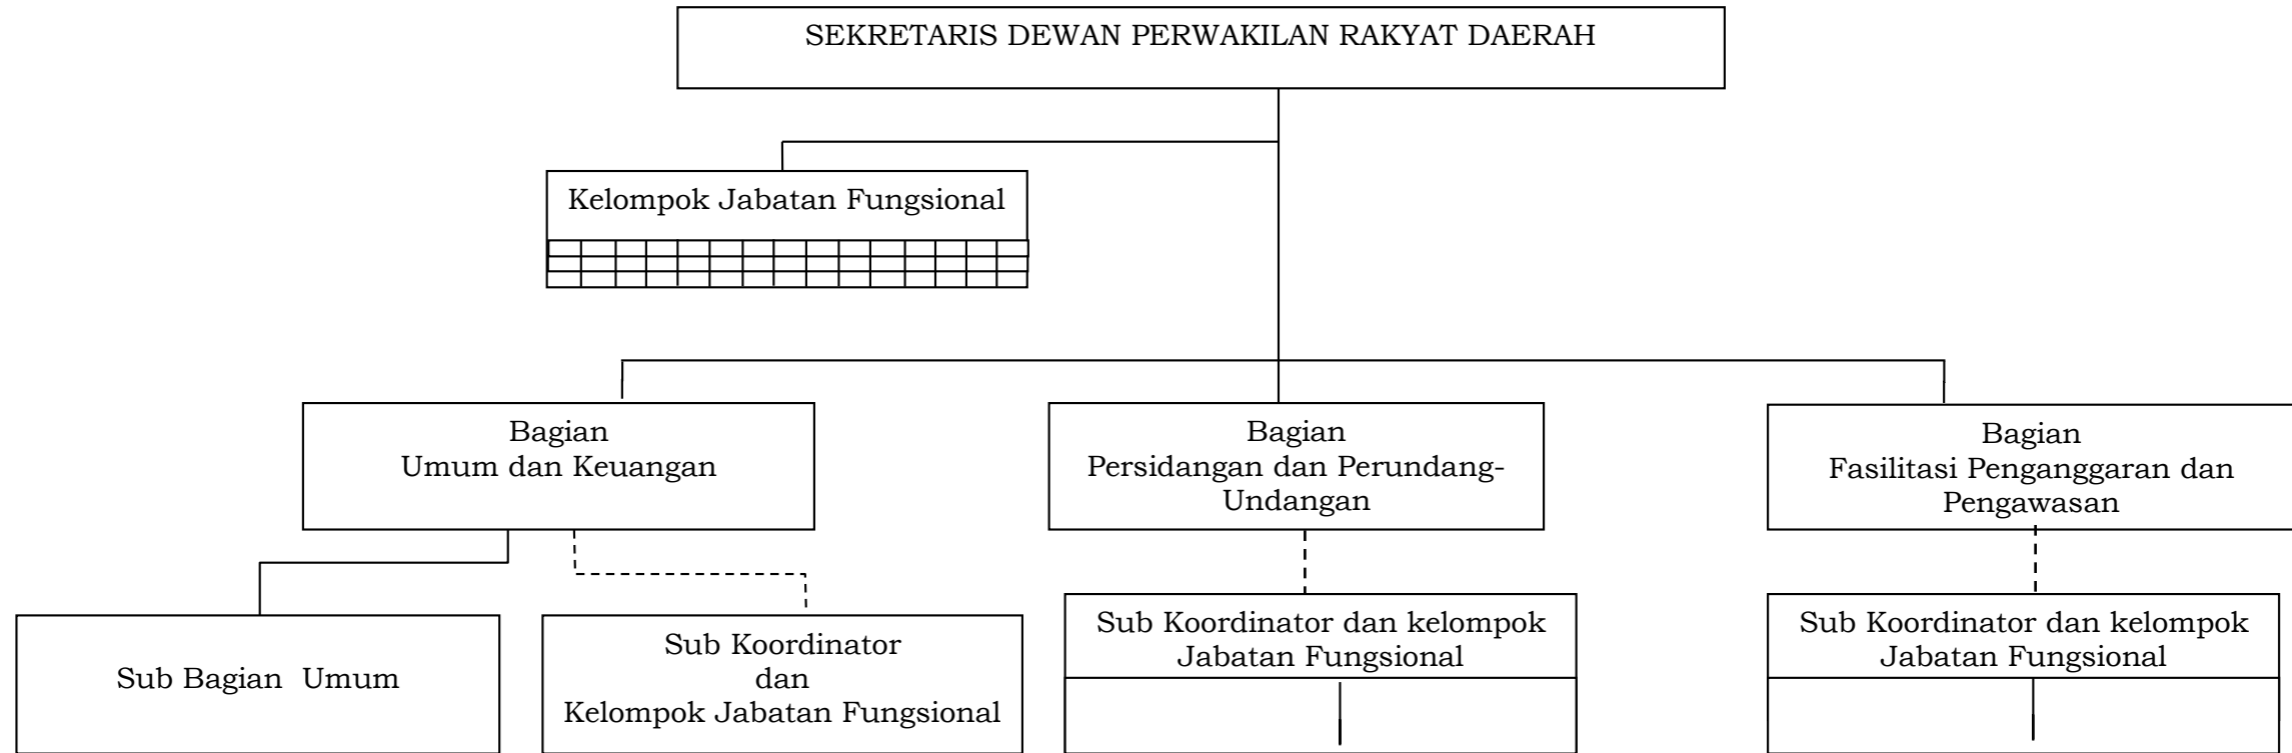 SEKRETARIS DEWAN PERWAKILAN RAKYAT DAERAH
Kelompok Jabatan Fungsional
Bagian
Umum dan Keuangan
Bagian
Persidangan dan Perundang-
Undangan
Bagian
Fasilitasi Penganggaran dan
Pengawasan
Sub Bagian Umum
Sub Koordinator
dan
Kelompok Jabatan Fungsional
Sub Koordinator dan kelompok
Jabatan Fungsional
Sub Koordinator dan kelompok
Jabatan Fungsional